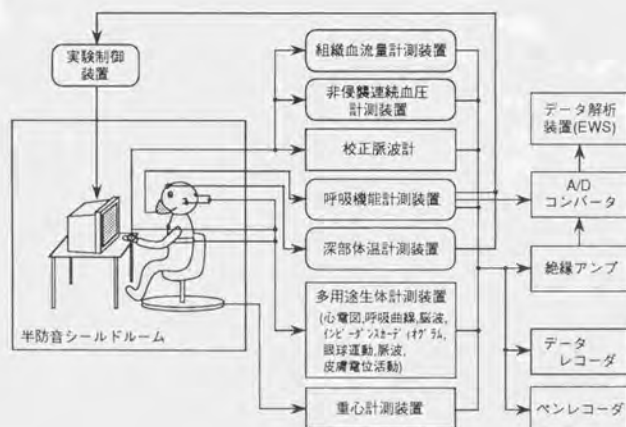 実験制御
装置
半防音シールドルーム
組織血流量計測装置
非侵襲連続血圧
計測装置
校正脈波計
呼吸機能計測装置
深部体温計測装置
多用途生体計測装置
(心電図,呼吸曲線,脳波,
インピーダンスカーディオグラム,
眼球運動,脈波,
皮膚電位活動)
重心計測装置
データ解析
装置(EWS)
A/D
コンバータ
絶縁アンプ
データ
レコーダ
ペンレコーダ